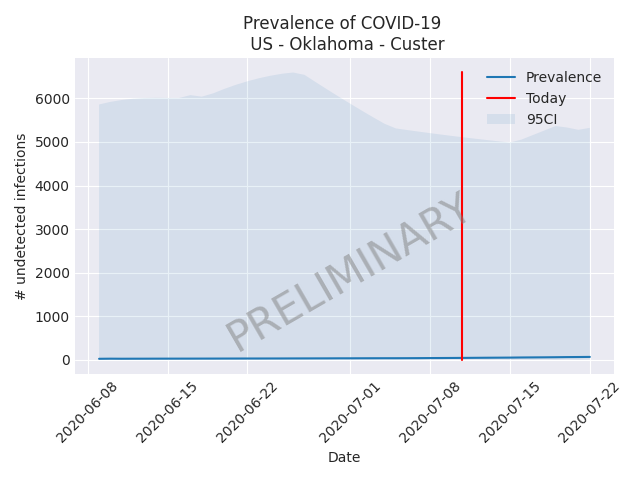 Prevalence of COVID-19
US - Oklahoma - Custer
Prevalence
Today
95CI
6000
5000
4000
3000
2000
1000
0
# undetected infections
PRELIMINARY
2020-06-08
2020-06-15
2020-06-22
2020-07-01
2020-07-08
2020-07-15
2020-07-22
Date